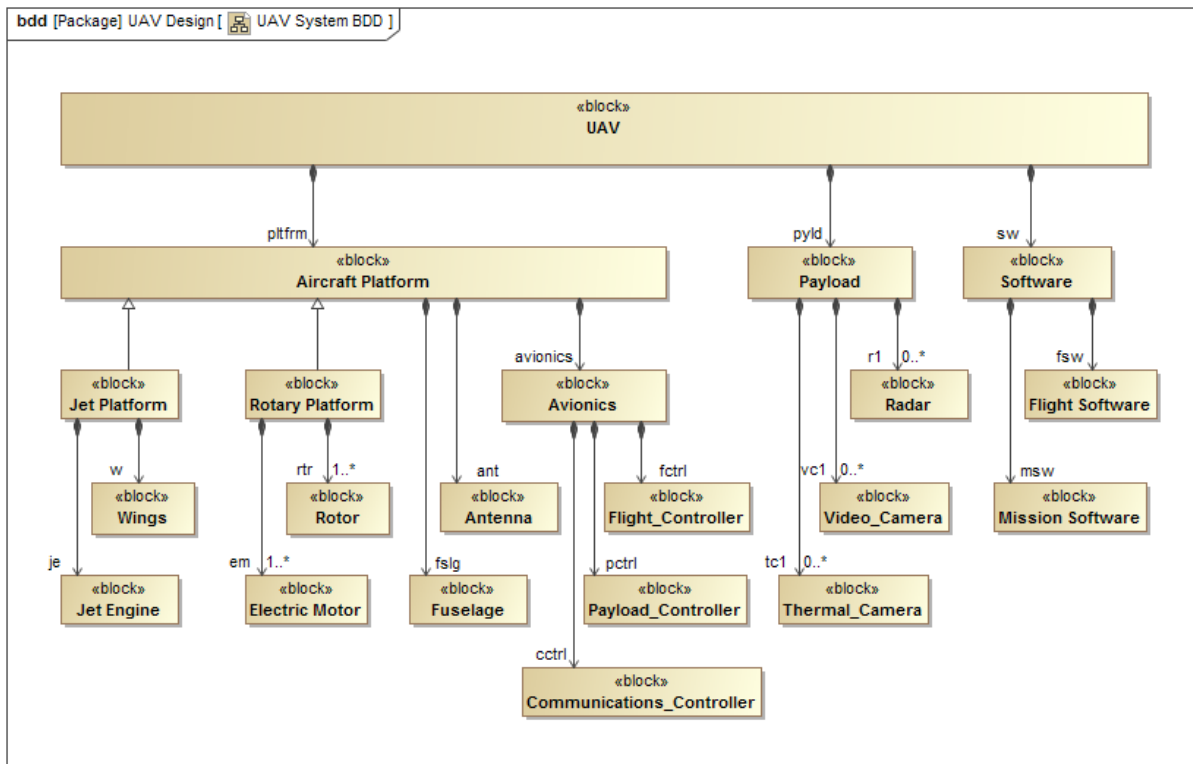 bdd [Package] UAV Design [ UAV System BDD ]
«block»
UAV
pltfrm
pyld
sw
«block»
Aircraft Platform
«block»
Payload
«block»
Software
avionics
r1
0..*
fsw
«block»
Jet Platform
«block»
Rotary Platform
«block»
Avionics
«block»
Radar
«block»
Flight Software
w
rtr
1..*
ant
fctrl
vc1
0..*
msw
«block»
Wings
«block»
Rotor
«block»
Antenna
«block»
Flight_Controller
«block»
Video_Camera
«block»
Mission Software
je
em
1..*
fslg
pctrl
tc1
0..*
«block»
Jet Engine
«block»
Electric Motor
«block»
Fuselage
«block»
Payload_Controller
«block»
Thermal_Camera
cctrl
«block»
Communications_Controller